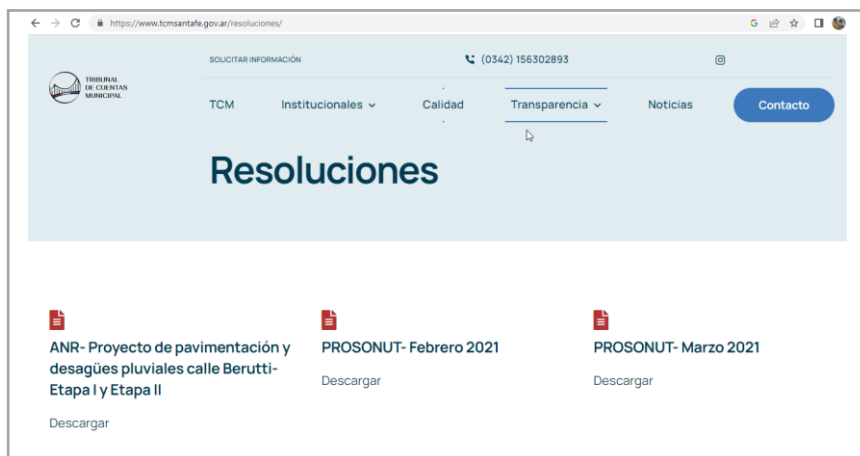 https://www.tcmsantafe.gov.ar/resoluciones/
SOLICITAR INFORMACIÓN
(0342) 156302893
TRIBUNAL
DE CUENTAS
MUNICIPAL
TCM
Institucionales
Calidad
Transparencia
Noticias
Contacto
Resoluciones
ANR- Proyecto de pavimentación y
desagües pluviales calle Berutti-
Etapa I y Etapa II
Descargar
PROSONUT- Febrero 2021
Descargar
PROSONUT- Marzo 2021
Descargar